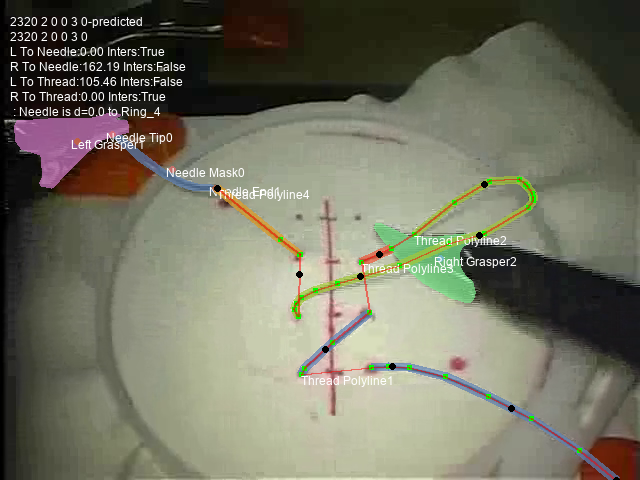 2320 2 0 0 3 0-predicted
2320 2 0 0 3 0
L To Needle:0.00 Inters:True
R To Needle:162.19 Inters:False
L To Thread:105.46 Inters:False
R To Thread:0.00 Inters:True
: Needle is d=0.0 to Ring_4
Needle Tip0
Left Grasper1
Needle Mask0
Needle End1
Thread Polyline4
Thread Polyline2
Right Grasper2
Thread Polyline3
Thread Polyline1